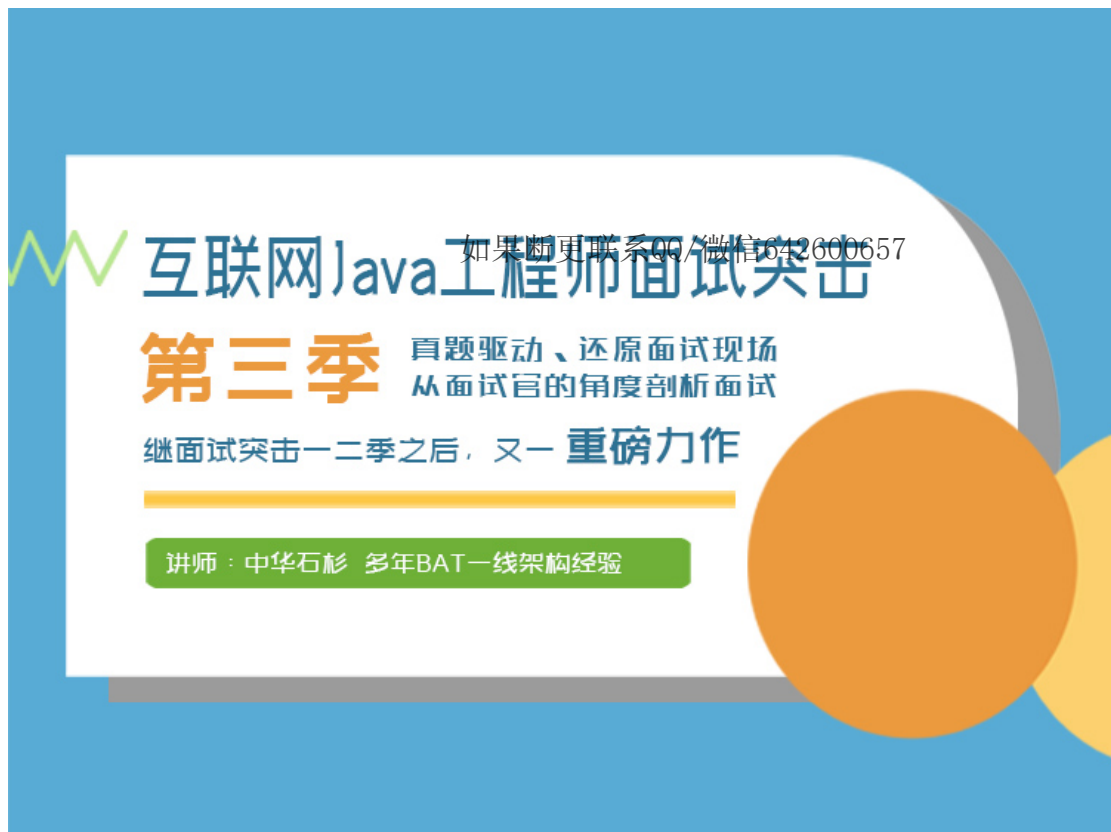 互联网Java工程师面试突击
如果断更联系QQ/微信642600657
第三季
真题驱动、还原面试现场
从面试官的角度剖析面试
继面试突击一二季之后，又一 重磅力作
讲师：中华石杉 多年BAT一线架构经验